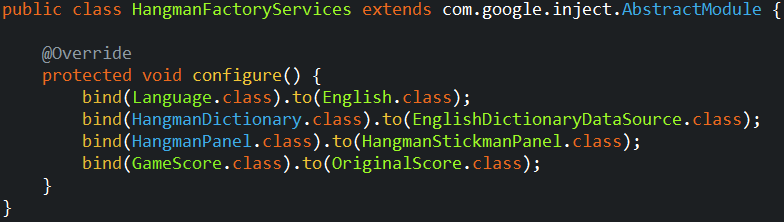 public class HangmanFactoryServices extends com.google.inject.AbstractModule {
@Override
protected void configure() {
bind(Language.class).to(English.class);
bind(HangmanDictionary.class).to(EnglishDictionaryDataSource.class);
bind(HangmanPanel.class).to(HangmanStickmanPanel.class);
bind(GameScore.class).to(OriginalScore.class);
}
}